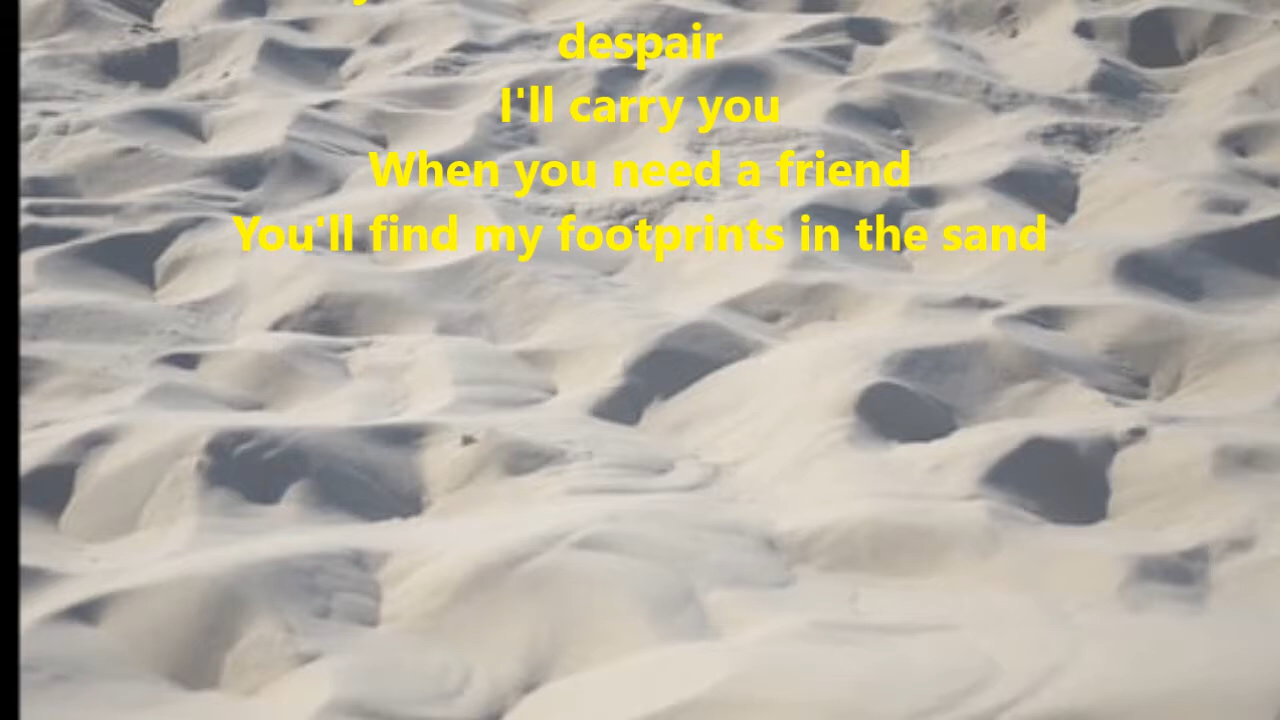 despair
I'll carry you
When you need a friend
You'll find my footprints in the sand